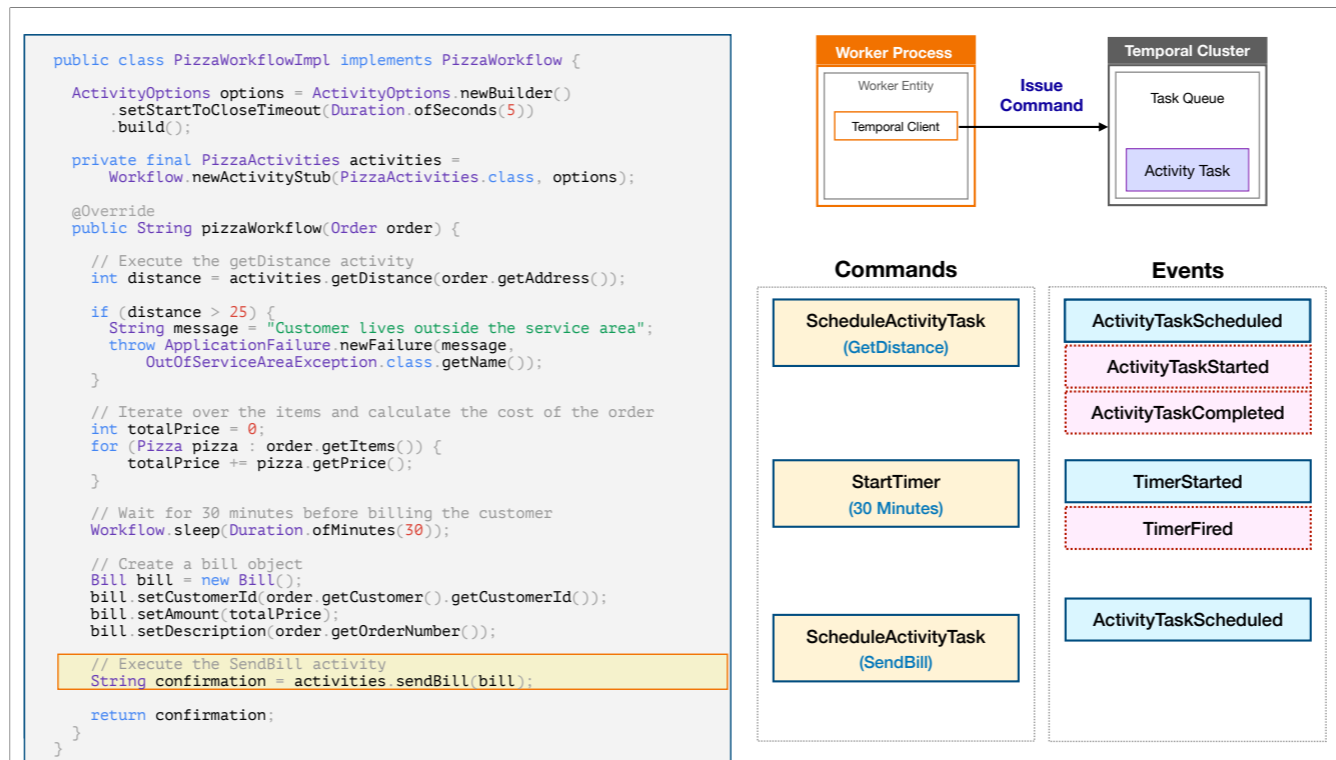 public class PizzaWorkflowImpl implements PizzaWorkflow {
ActivityOptions options = ActivityOptions.newBuilder()
.setStartToCloseTimeout(Duration.ofSeconds(5))
.build();
private final PizzaActivities activities =
Workflow.newActivityStub(PizzaActivities.class, options);
@Override
public String pizzaWorkflow(Order order) {
// Execute the getDistance activity
int distance = activities.getDistance(order.getAddress());
if (distance > 25) {
String message = "Customer lives outside the service area";
throw ApplicationFailure.newFailure(message,
OutOfServiceAreaException.class.getName());
}
// Iterate over the items and calculate the cost of the order
int totalPrice = 0;
for (Pizza pizza : order.getItems()) {
totalPrice += pizza.getPrice();
}
// Wait for 30 minutes before billing the customer
Workflow.sleep(Duration.ofMinutes(30));
// Create a bill object
Bill bill = new Bill();
bill.setCustomerId(order.getCustomer().getCustomerId());
bill.setAmount(totalPrice);
bill.setDescription(order.getOrderNumber());
// Execute the SendBill activity
String confirmation = activities.sendBill(bill);
return confirmation;
}
}
Worker Process
Worker Entity
Temporal Client
Issue
Command
Temporal Cluster
Task Queue
Activity Task
Commands
ScheduleActivityTask
(GetDistance)
StartTimer
(30 Minutes)
ScheduleActivityTask
(SendBill)
Events
ActivityTaskScheduled
ActivityTaskStarted
ActivityTaskCompleted
TimerStarted
TimerFired
ActivityTaskScheduled